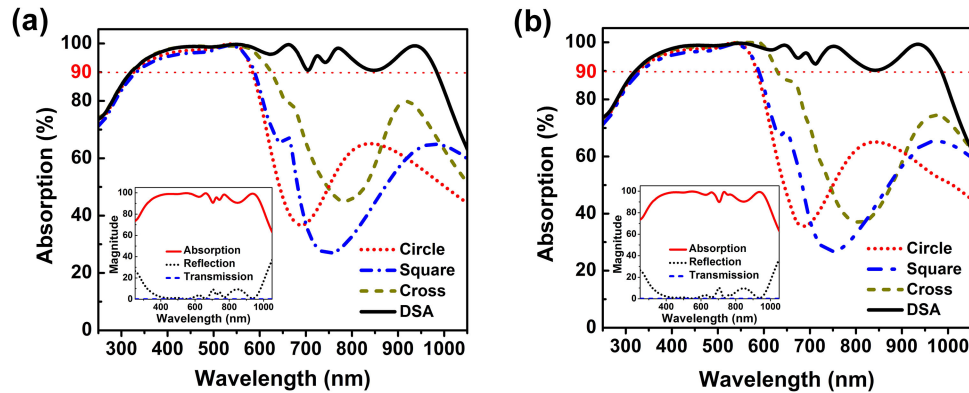 (a)
Absorption (%)
100
90
80
60
40
20
0
300 400 500 600 700 800 900 1000
Wavelength (nm)
Circle
Square
Cross
DSA
Magnitude
100
80
60
40
20
0
400 600 800 1000
Wavelength (nm)
Absorption
Reflection
Transmission
(b)
Absorption (%)
100
90
80
60
40
20
0
300 400 500 600 700 800 900 1000
Wavelength (nm)
Circle
Square
Cross
DSA
Magnitude
100
80
60
40
20
0
400 600 800 1000
Wavelength (nm)
Absorption
Reflection
Transmission